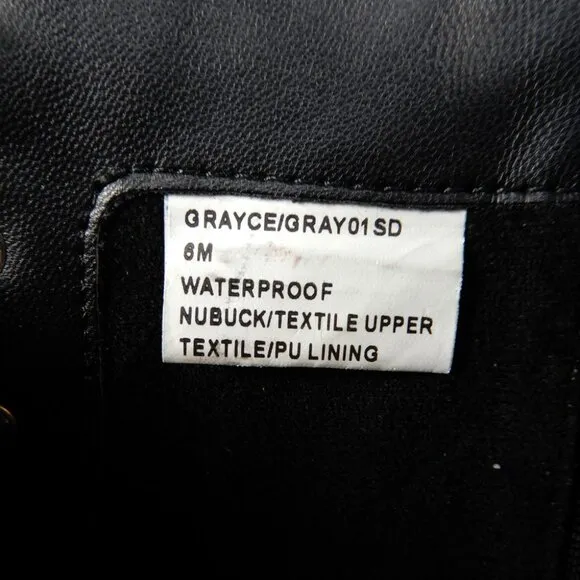 GRAYCE/GRAY01SD
6M
WATERPROOF
NUBUCK/TEXTILE UPPER
TEXTILE/PU LINING